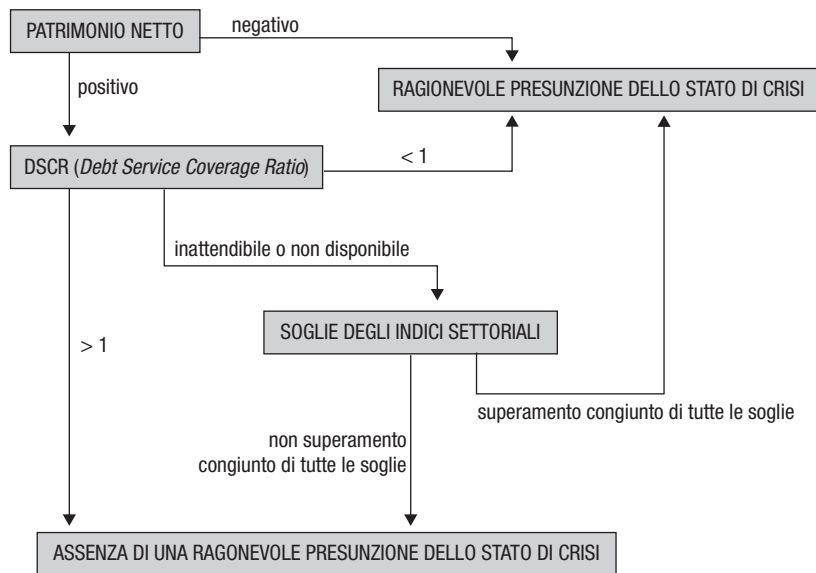 PATRIMONIO NETTO
negativo
positivo
RAGIONEVOLE PRESUNZIONE DELLO STATO DI CRISI
DSCR (Debt Service Coverage Ratio)
< 1
inattendibile o non disponibile
SOGLIE DEGLI INDICI SETTORIALI
> 1
superamento congiunto di tutte le soglie
non superamento
congiunto di tutte le soglie
ASSENZA DI UNA RAGONEVOLE PRESUNZIONE DELLO STATO DI CRISI